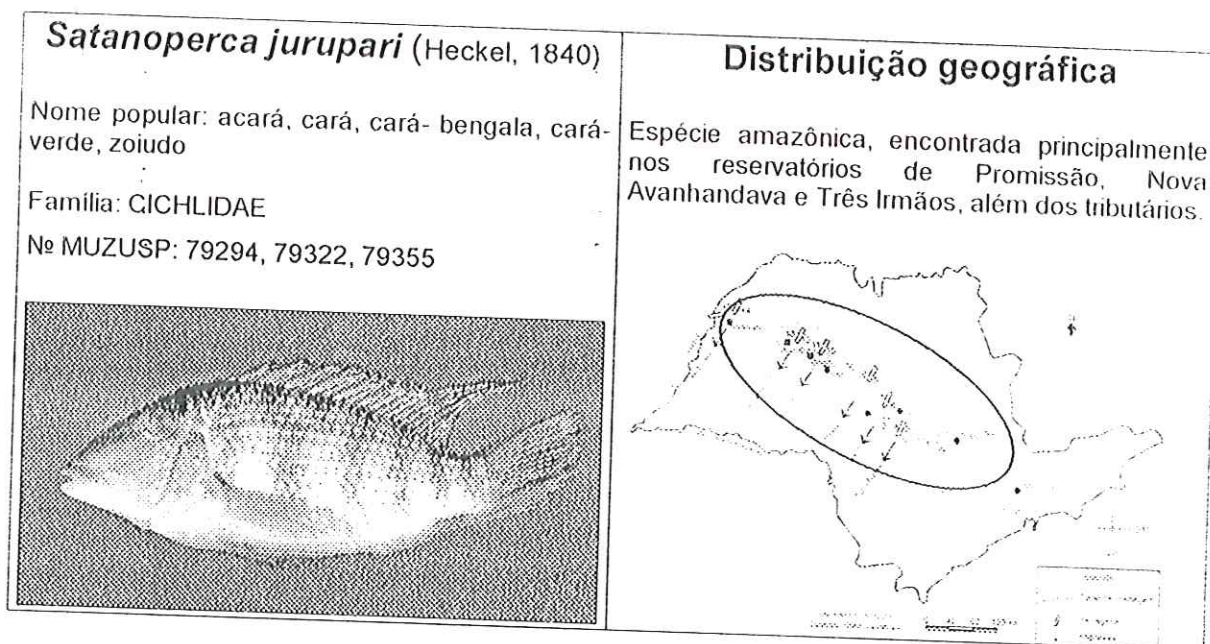 Satanoperca jurupari (Heckel, 1840)
Nome popular: acará, cará, cará- bengala, cará-
verde, zoiudo
Família: CICHLIDAE
Nº MUZUSP: 79294, 79322, 79355
Distribuição geográfica
Espécie amazônica, encontrada principalmente
nos reservatórios de Promissão, Nova
Avanhandava e Três Irmãos, além dos tributários.